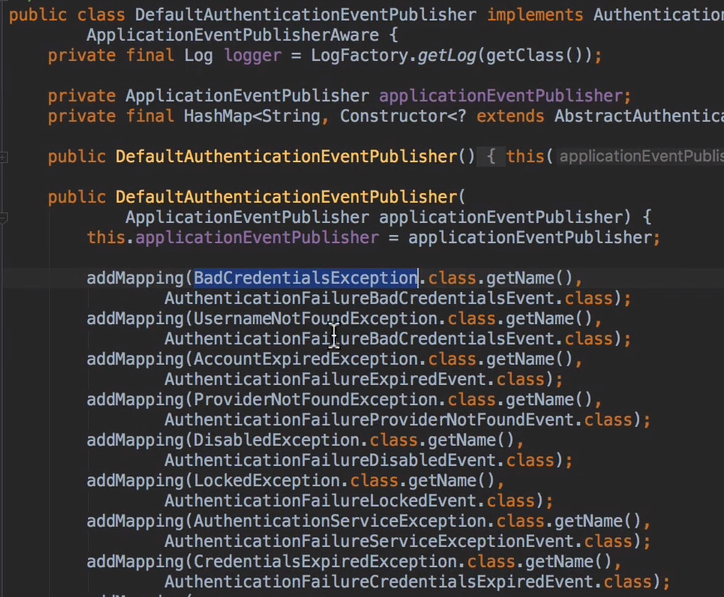 public class DefaultAuthenticationEventPublisher implements Authentication
ApplicationEventPublisherAware {
private final Log logger = LogFactory.getLog(getClass());
private ApplicationEventPublisher applicationEventPublisher;
private final HashMap<String, Constructor<? extends AbstractAuthentica
public DefaultAuthenticationEventPublisher() { this( applicationEventPublis
public DefaultAuthenticationEventPublisher(
ApplicationEventPublisher applicationEventPublisher) {
this.applicationEventPublisher = applicationEventPublisher;
addMapping(BadCredentialsException.class.getName(),
AuthenticationFailureBadCredentialsEvent.class);
addMapping(UsernameNotFoundException.class.getName(),
AuthenticationFailureBadCredentialsEvent.class);
addMapping(AccountExpiredException.class.getName(),
AuthenticationFailureExpiredEvent.class);
addMapping(ProviderNotFoundException.class.getName(),
AuthenticationFailureProviderNotFoundEvent.class);
addMapping(DisabledException.class.getName(),
AuthenticationFailureDisabledEvent.class);
addMapping(LockedException.class.getName(),
AuthenticationFailureLockedEvent.class);
addMapping(AuthenticationServiceException.class.getName(),
AuthenticationFailureServiceExceptionEvent.class);
addMapping(CredentialsExpiredException.class.getName(),
AuthenticationFailureCredentialsExpiredEvent.class);